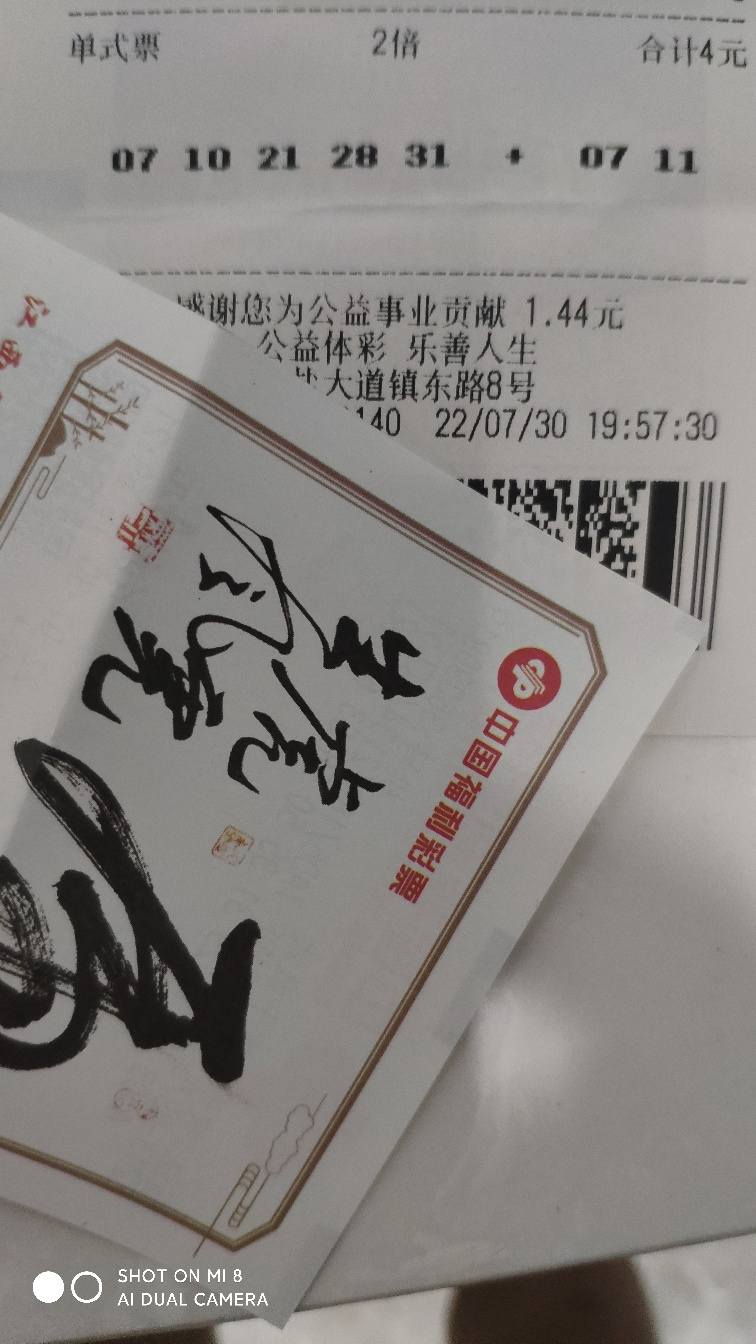 单式票 2倍 合计4元
07 10 21 28 31 + 07 11
感谢您为公益事业贡献 1.44元
公益体彩 乐善人生
大道镇东路8号
140 22/07/30 19:57:30
中国福利彩票
江西
SHOT ON MI 8
AI DUAL CAMERA